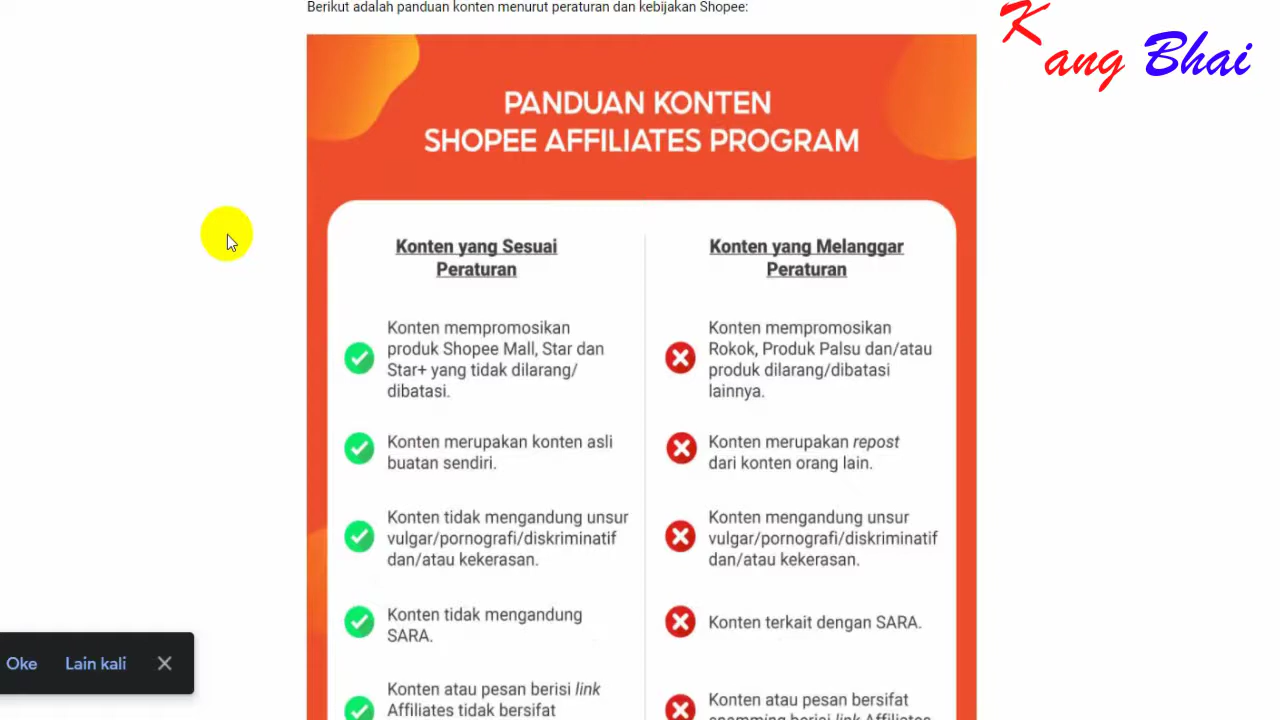 Berikut adalah panduan konten menurut peraturan dan kebijakan Shopee:
Kang Bhai
PANDUAN KONTEN
SHOPEE AFFILIATES PROGRAM
Konten yang Sesuai
Peraturan
Konten mempromosikan
produk Shopee Mall, Star dan
Star+ yang tidak dilarang/
dibatasi.
Konten merupakan konten asli
buatan sendiri.
Konten tidak mengandung unsur
vulgar/pornografi/diskriminatif
dan/atau kekerasan.
Konten tidak mengandung
SARA.
Konten atau pesan berisi link
Affiliates tidak bersifat
Konten yang Melanggar
Peraturan
Konten mempromosikan
Rokok, Produk Palsu dan/atau
produk dilarang/dibatasi
lainnya.
Konten merupakan repost
dari konten orang lain.
Konten mengandung unsur
vulgar/pornografi/diskriminatif
dan/atau kekerasan.
Konten terkait dengan SARA.
Konten atau pesan bersifat
spamming berisi link Affiliates
Oke Lain kali